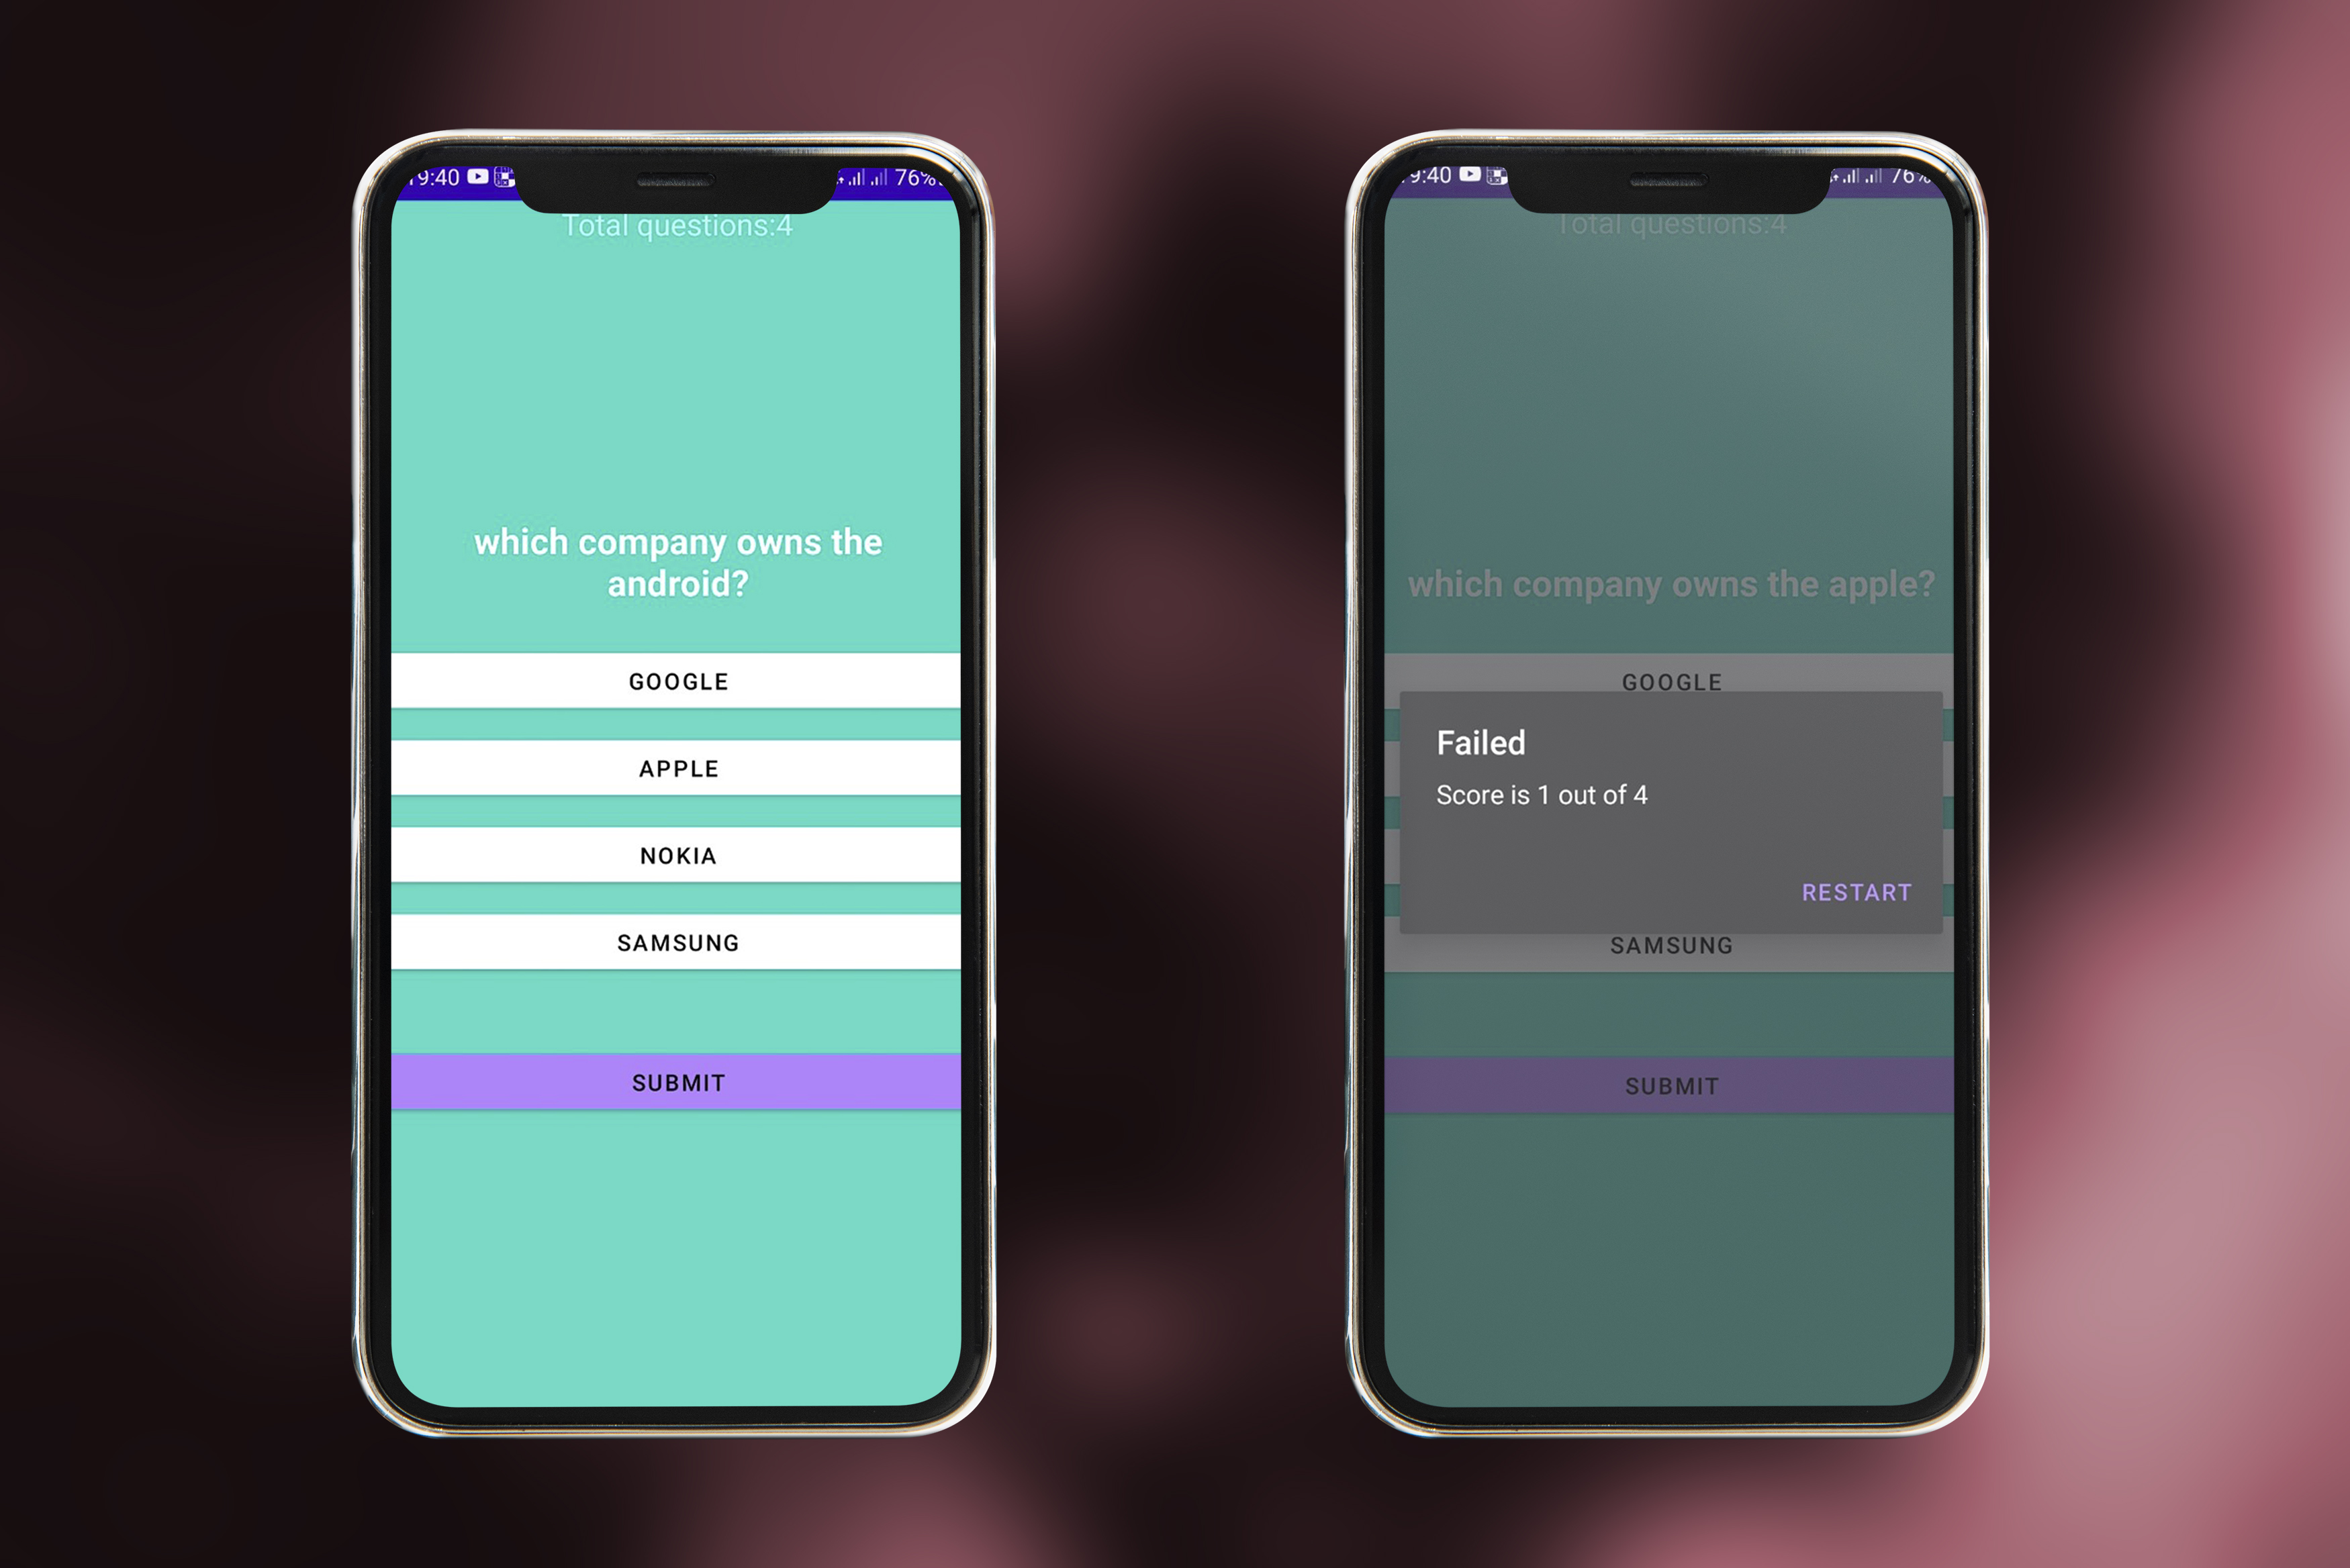 9:40
76%
Total questions:4
which company owns the
android?
GOOGLE
APPLE
NOKIA
SAMSUNG
SUBMIT
9:40
76%
Total questions:4
which company owns the apple?
GOOGLE
Failed
Score is 1 out of 4
RESTART
SAMSUNG
SUBMIT